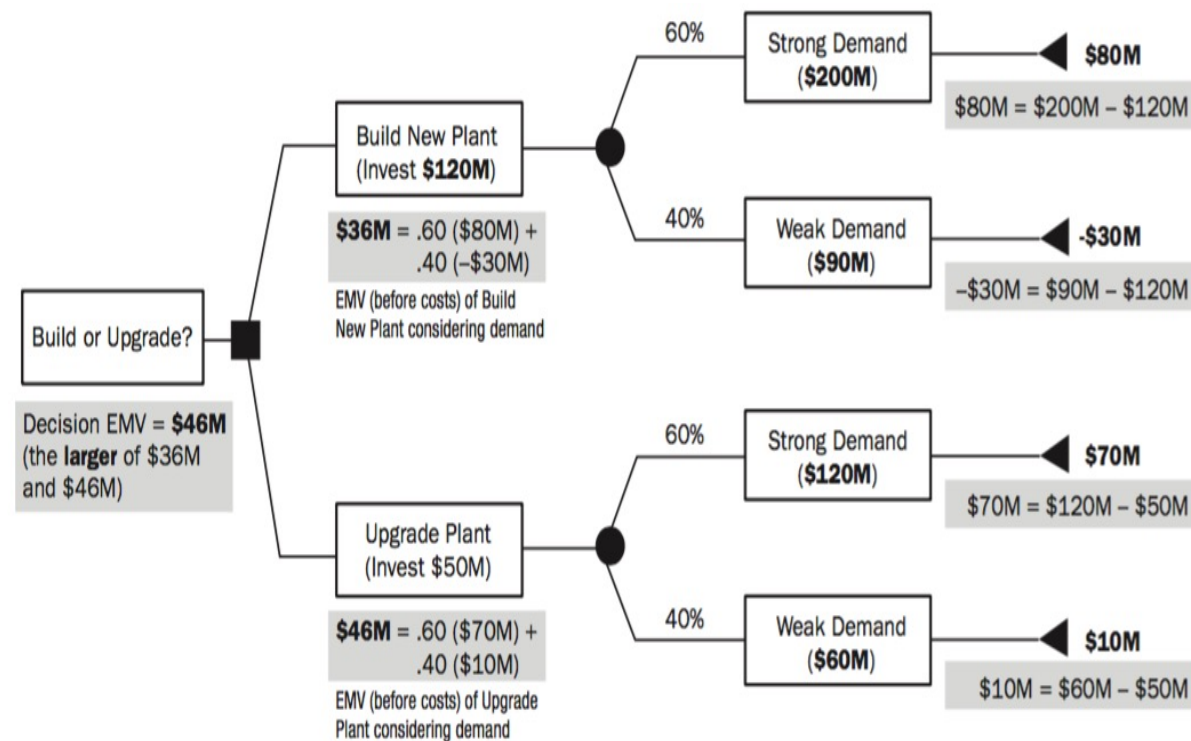 Build or Upgrade?
Decision EMV = $46M
(the larger of $36M
and $46M)
Build New Plant
(Invest $120M)
$36M = .60 ($80M) +
.40 (–$30M)
EMV (before costs) of Build
New Plant considering demand
60%
Strong Demand
($200M)
$80M
$80M = $200M – $120M
40%
Weak Demand
($90M)
-$30M
–$30M = $90M – $120M
Upgrade Plant
(Invest $50M)
$46M = .60 ($70M) +
.40 ($10M)
EMV (before costs) of Upgrade
Plant considering demand
60%
Strong Demand
($120M)
$70M
$70M = $120M – $50M
40%
Weak Demand
($60M)
$10M
$10M = $60M – $50M